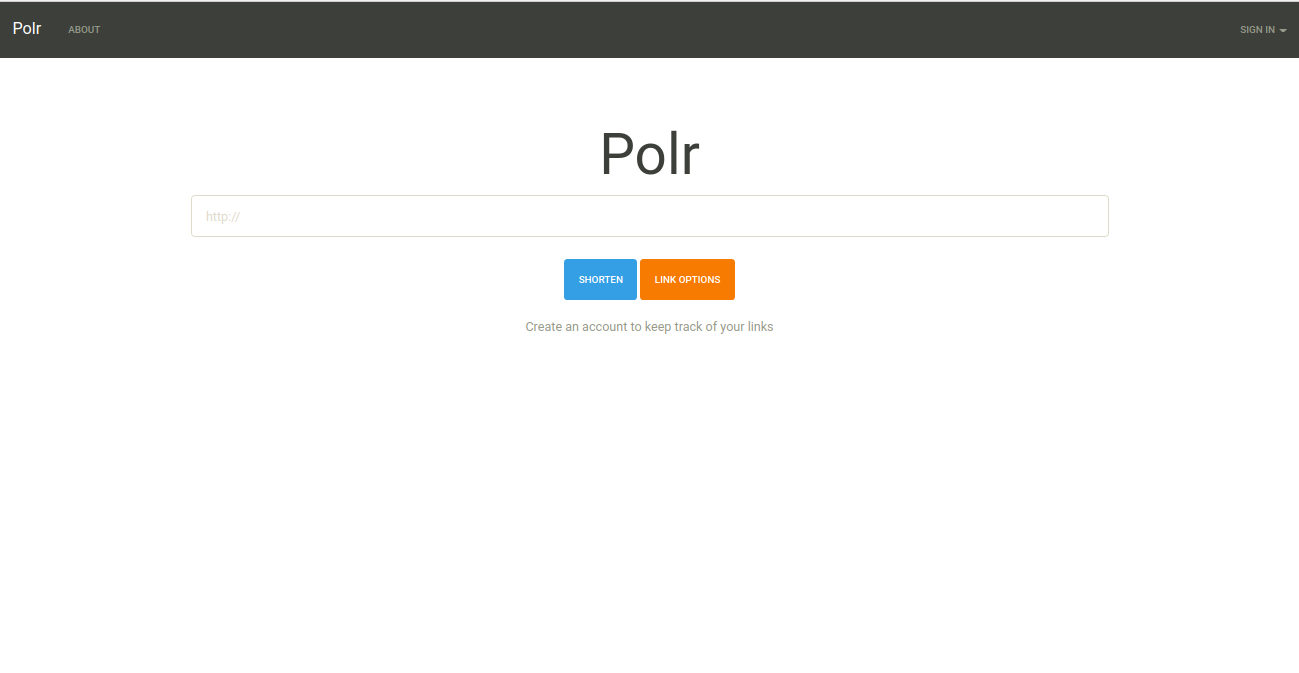 Polr ABOUT SIGN IN
Polr
http://
SHORTEN LINK OPTIONS
Create an account to keep track of your links